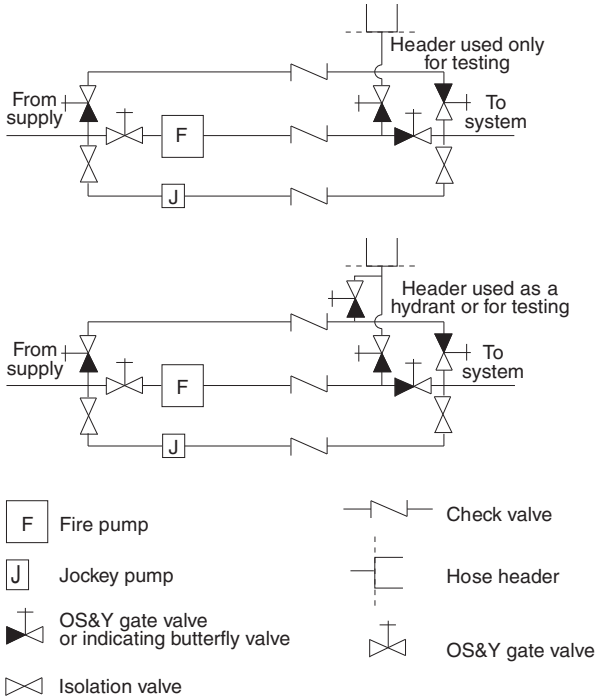 Header used only
for testing
From
supply
To
system
F
J
Header used as a
hydrant or for testing
From
supply
To
system
F
J
F Fire pump
J Jockey pump
OS&Y gate valve
or indicating butterfly valve
Isolation valve
Check valve
Hose header
OS&Y gate valve